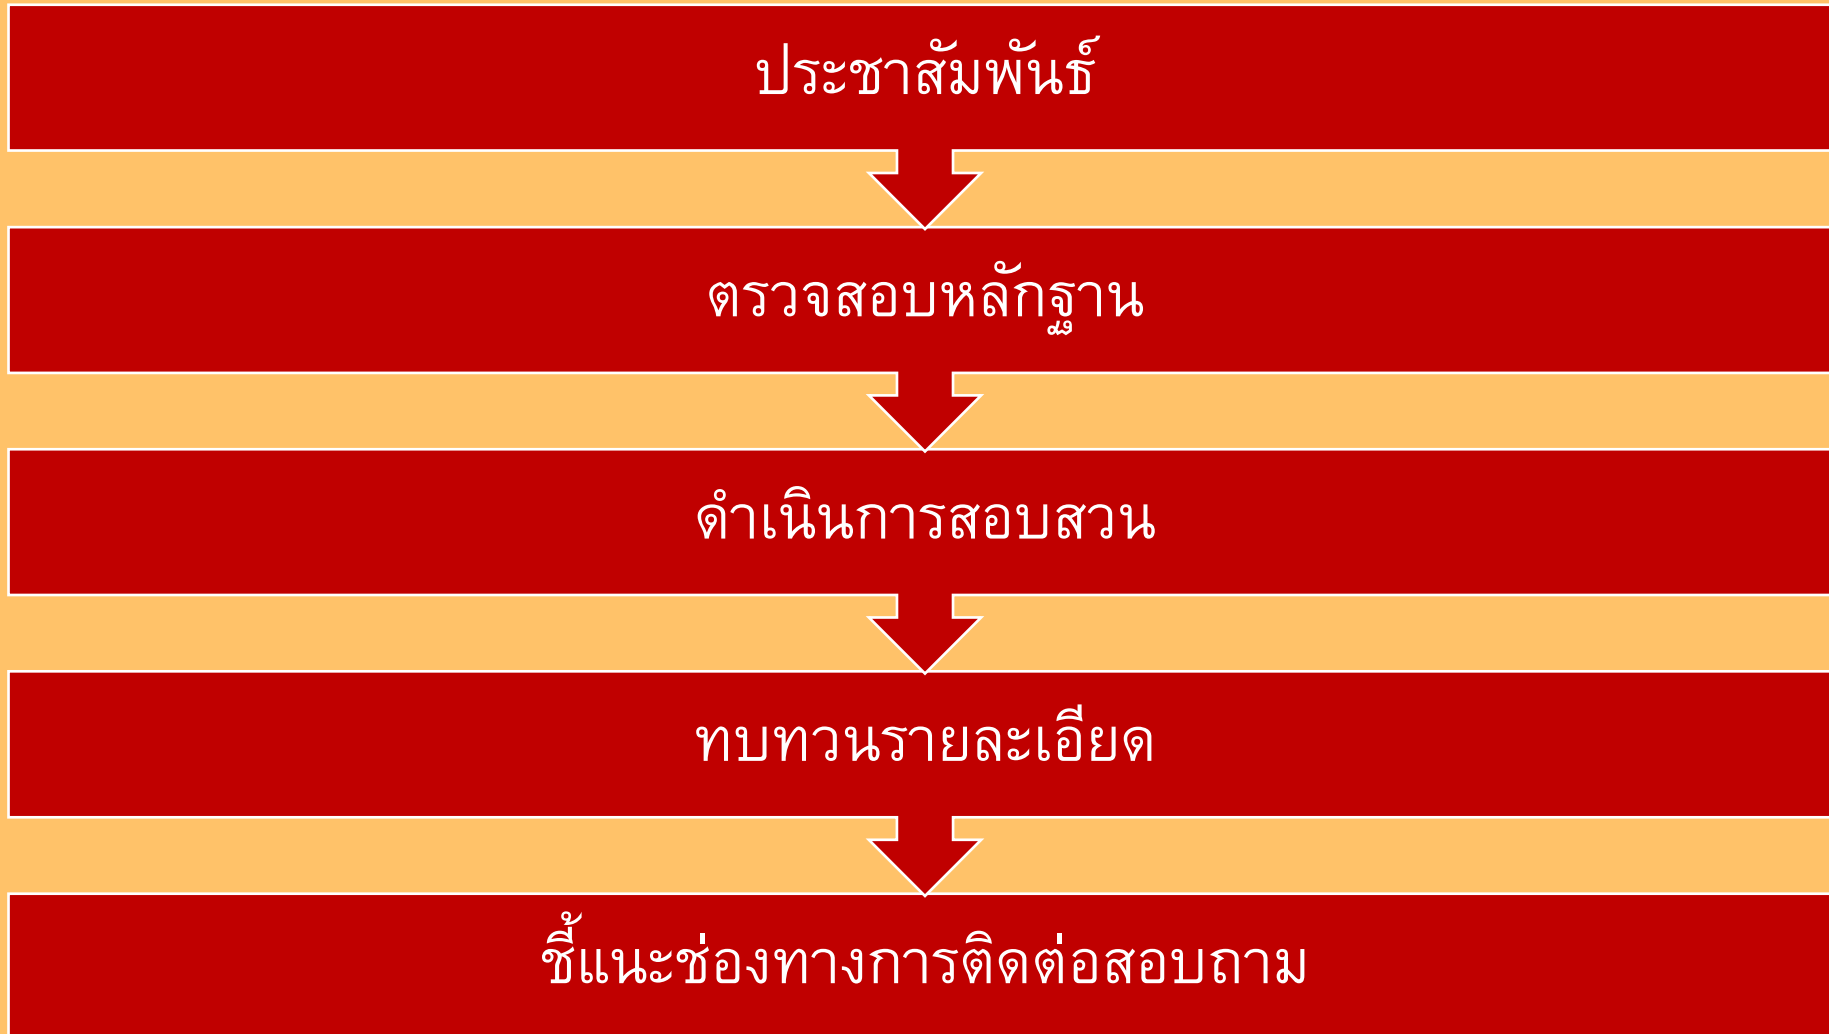 ประชาสัมพันธ์
ตรวจสอบหลักฐาน
ดำเนินการสอบสวน
ทบทวนรายละเอียด
ชี้แนะช่องทางการติดต่อสอบถาม